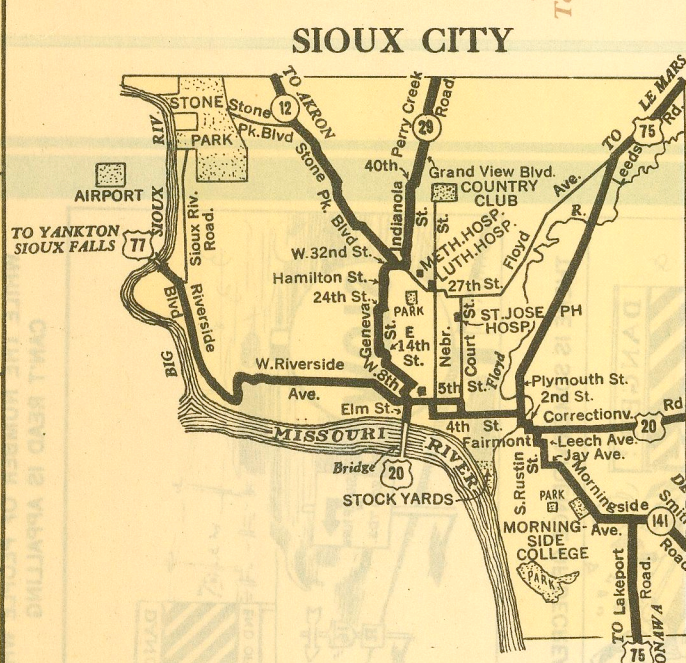 SIOUX CITY
TO AKRON
12
Perry Creek
Road
29
TO LE MARS
75
Leeds Rd.
STONE
PARK
Stone
Pk.Blvd
Stone Pk. Blvd
40th
Indianola
St.
Grand View Blvd.
COUNTRY
CLUB
St.
Floyd Ave.
R.
AIRPORT
BIG
SIOUX
RIV.
Sioux Riv.
Road.
TO YANKTON
SIOUX FALLS
77
METH.HOSP.
LUTH.HOSP.
W.32nd St.
Hamilton St.
24th St.
27th St.
PARK
E
14th
St.
Geneva
St.
Nebr.
Court
St.
ST.JOSEPH
HOSP.
Floyd
Riverside
Blvd
W.Riverside
Ave.
W.8th
5th St.
Elm St.
4th St.
Plymouth St.
2nd St.
Correctionv.
Rd
20
MISSOURI RIVER
Bridge
20
STOCK YARDS
Fairmont
Leech Ave.
Jay Ave.
S.Rustin
St.
PARK
Morningside
Ave.
141
Smith
Road
MORNING-
SIDE
COLLEGE
PARK
TO
Lakeport
Road.
ONAWA
75